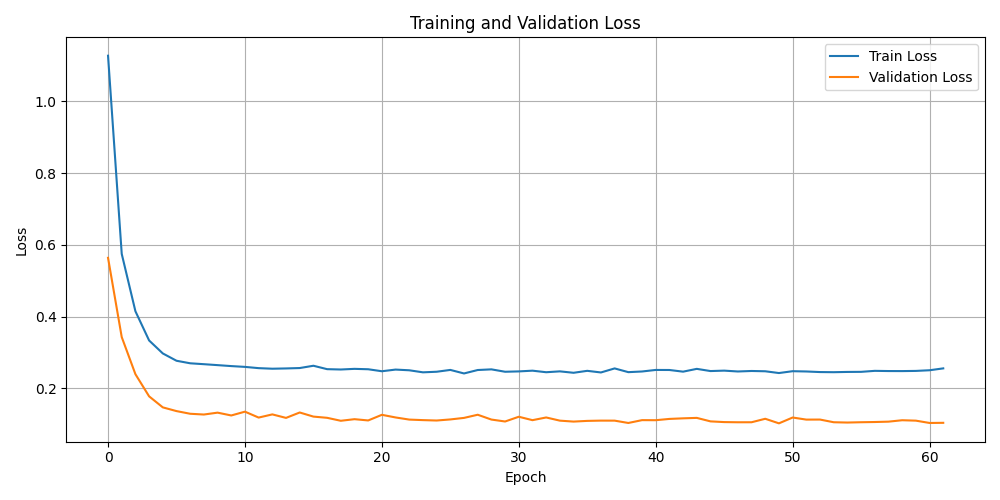 Training and Validation Loss
Train Loss
Validation Loss
1.0
0.8
0.6
0.4
0.2
Loss
0 10 20 30 40 50 60
Epoch